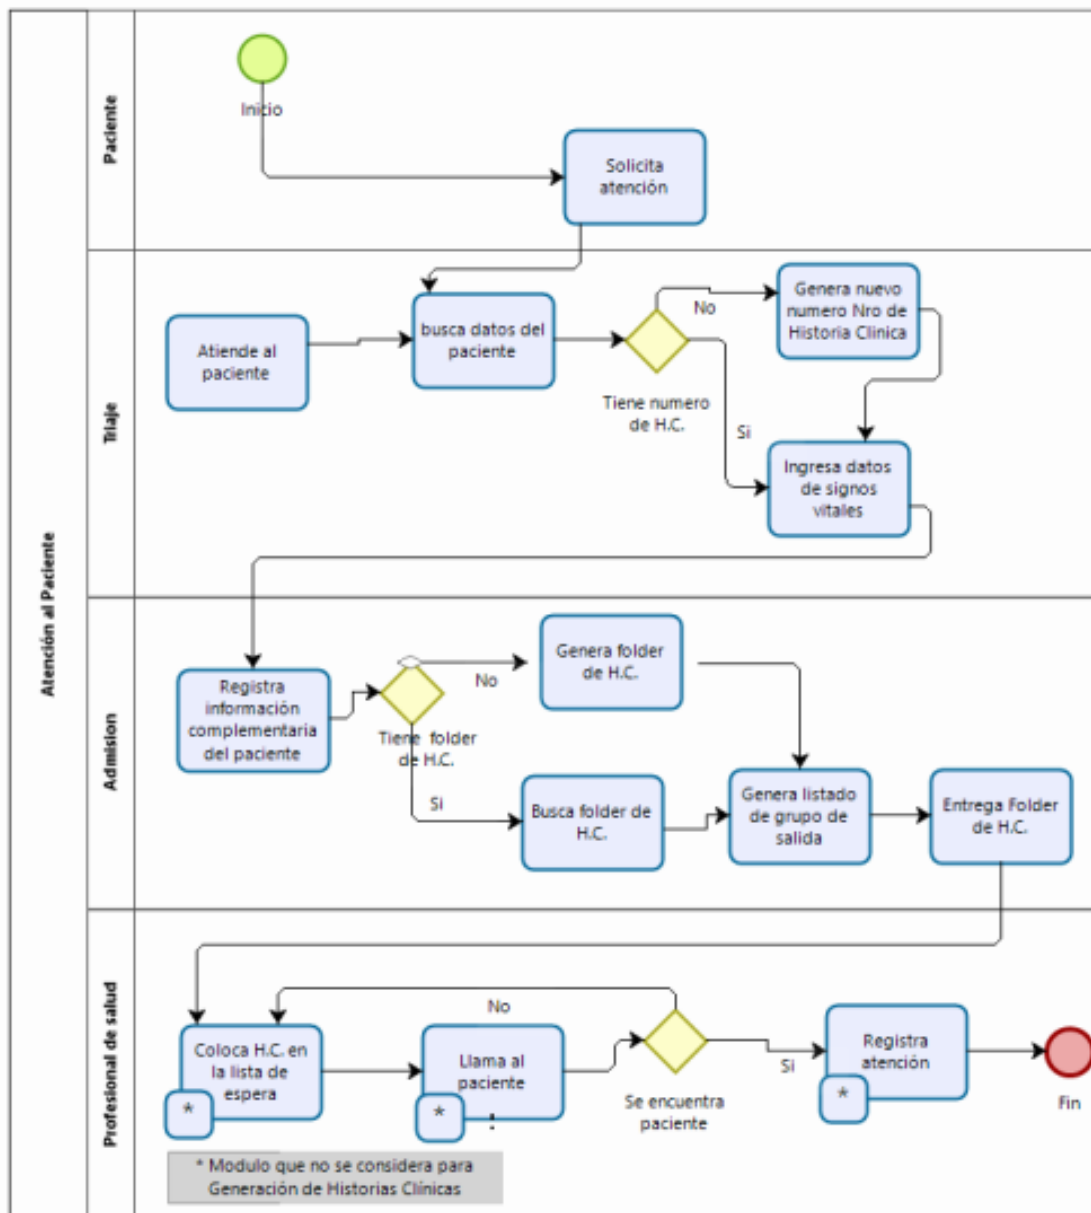 Atención al Paciente
Paciente
Inicio
Solicita
atención
Triaje
Atiende al
paciente
busca datos del
paciente
Tiene numero
de H.C.
No
Si
Genera nuevo
numero Nro de
Historia Clinica
Ingresa datos
de signos
vitales
Admision
Registra
información
complementaria
del paciente
Tiene folder
de H.C.
No
Si
Genera folder
de H.C.
Busca folder de
H.C.
Genera listado
de grupo de
salida
Entrega Folder
de H.C.
Profesional de salud
Coloca H.C. en
la lista de
espera
*
Llama al
paciente
*
No
Se encuentra
paciente
Si
Registra
atención
*
Fin
* Modulo que no se considera para
Generación de Historias Clínicas